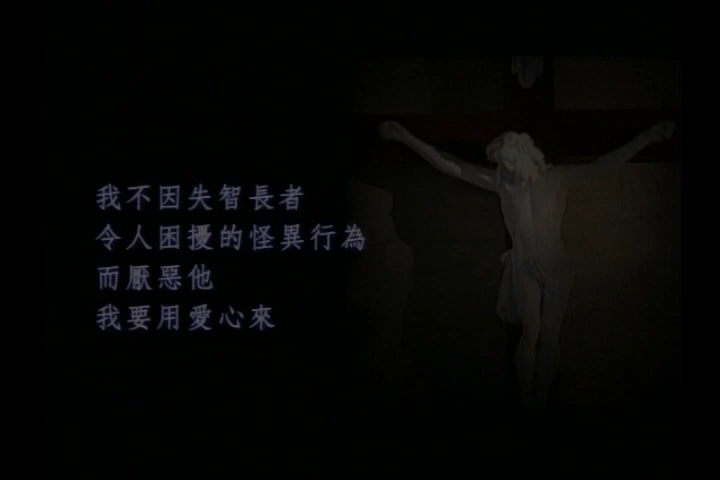 我不因失智長者
令人困擾的怪異行為
而厭惡他
我要用愛心來